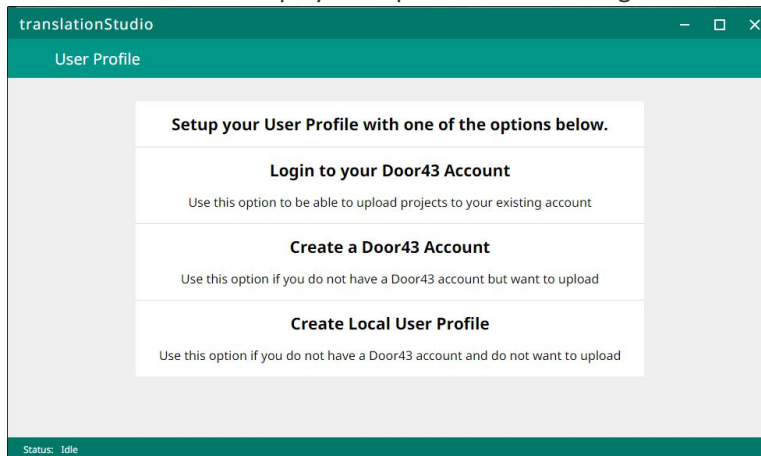 translationStudio
User Profile
Setup your User Profile with one of the options below.
Login to your Door43 Account
Use this option to be able to upload projects to your existing account
Create a Door43 Account
Use this option if you do not have a Door43 account but want to upload
Create Local User Profile
Use this option if you do not have a Door43 account and do not want to upload
Status: Idle